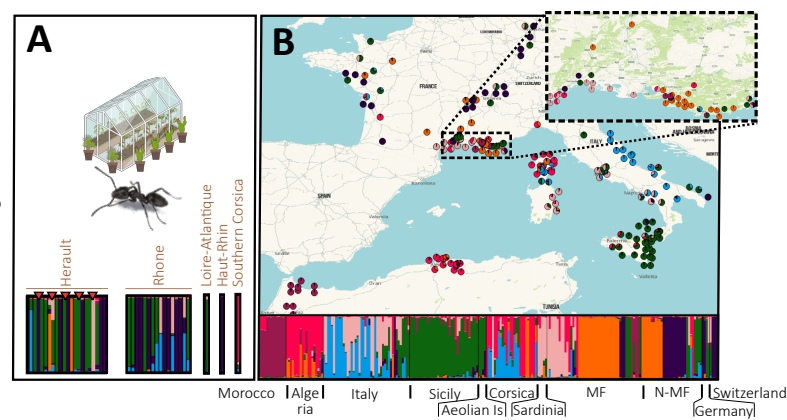 A
B
Herault
Rhone
Loire-Atlantique
Haut-Rhin
Southern Corsica
FRANCE
SPAIN
ITALY
TUNISIA
Barcelona
Valencia
Oran
Palermo
Valletta
Morocco
Alge
ria
Italy
Sicily
Aeolian Is
Corsica
Sardinia
MF
N-MF
Germany
Switzerland